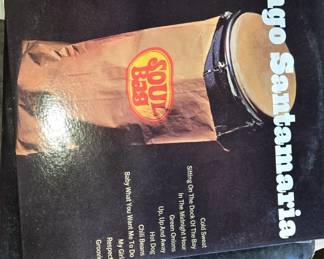 ngo Santamaria
SOUL
BAG
Cold Sweat
Sitting On The Dock Of The Bay
In The Midnight Hour
Green Onions
Up, Up And Away
Hot Dog
Chili Beans
Baby What You Want Me To Do
My Girl
Respect